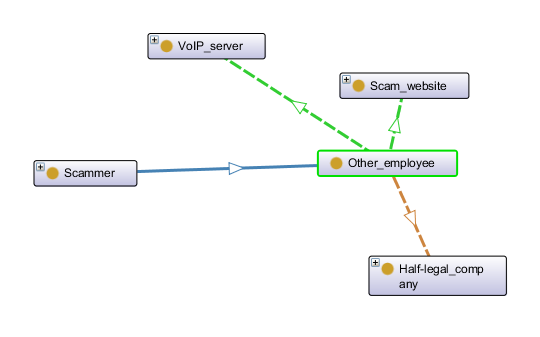 VoIP_server
Scam_website
Other_employee
Scammer
Half-legal_comp
any